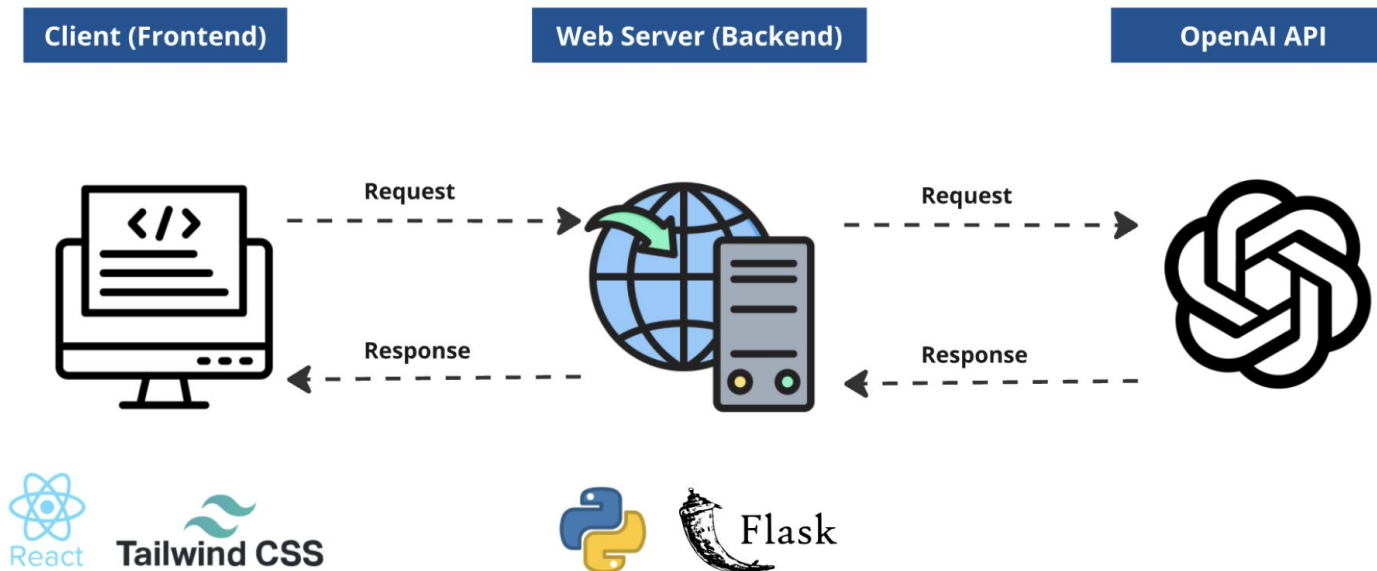 Client (Frontend)
Web Server (Backend)
OpenAI API
Request
Request
Response
Response
React
Tailwind CSS
Flask